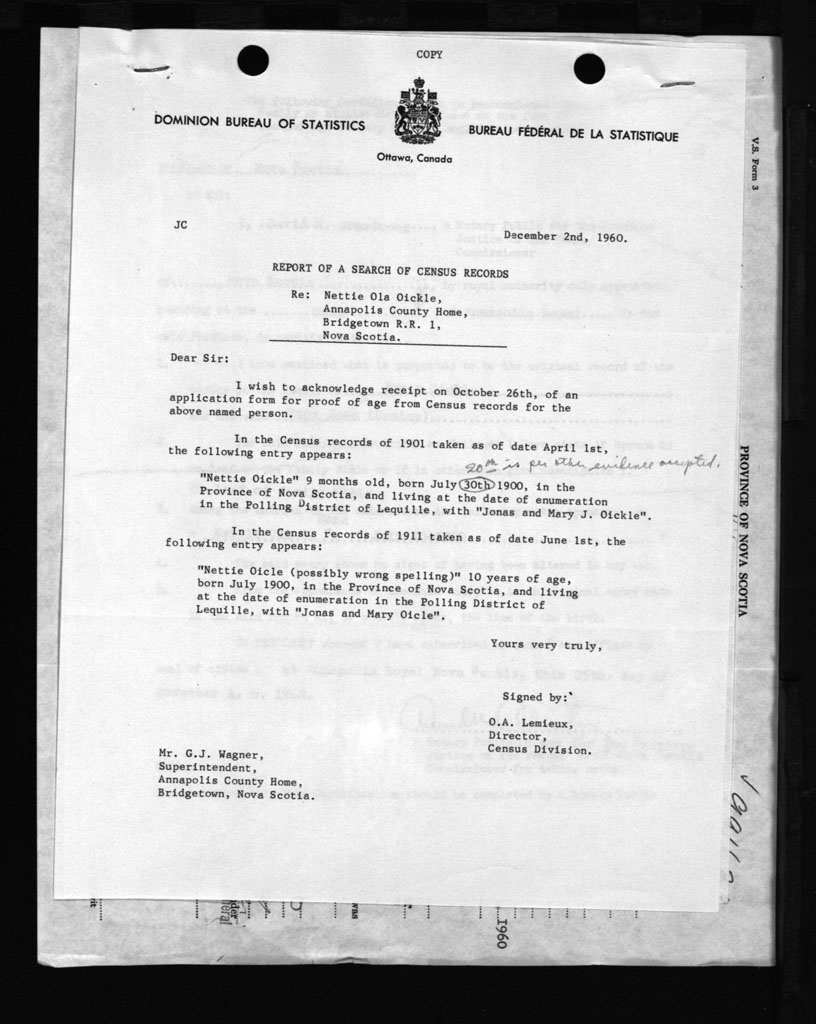 COPY
DOMINION BUREAU OF STATISTICS
BUREAU FÉDÉRAL DE LA STATISTIQUE
Ottawa, Canada
V.S. Form 3
JC
December 2nd, 1960.
REPORT OF A SEARCH OF CENSUS RECORDS
Re: Nettie Ola Oickle,
Annapolis County Home,
Bridgetown R.R. 1,
Nova Scotia.
Dear Sir:
I wish to acknowledge receipt on October 26th, of an
application form for proof of age from Census records for the
above named person.
In the Census records of 1901 taken as of date April 1st,
the following entry appears:
20th is per other evidence accepted.
"Nettie Oickle" 9 months old, born July 30th 1900, in the
Province of Nova Scotia, and living at the date of enumeration
in the Polling District of Lequille, with "Jonas and Mary J. Oickle".
In the Census records of 1911 taken as of date June 1st, the
following entry appears:
"Nettie Oicle (possibly wrong spelling)" 10 years of age,
born July 1900, in the Province of Nova Scotia, and living
at the date of enumeration in the Polling District of
Lequille, with "Jonas and Mary Oicle".
Yours very truly,
Signed by:
O.A. Lemieux,
Director,
Census Division.
Mr. G.J. Wagner,
Superintendent,
Annapolis County Home,
Bridgetown, Nova Scotia.
PROVINCE OF NOVA SCOTIA
1960